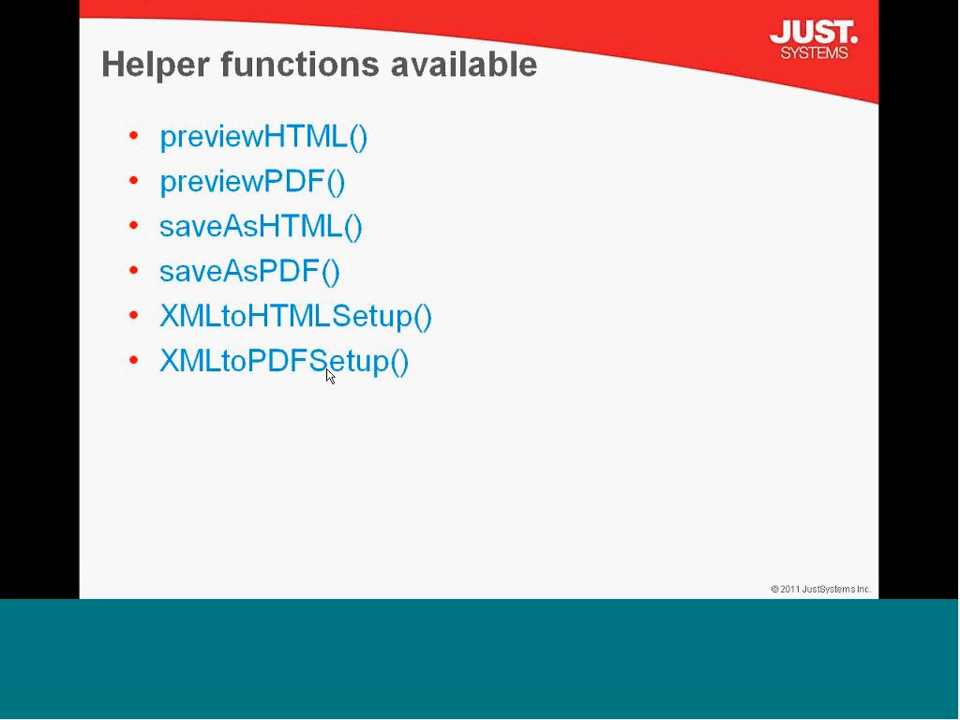 JUST.
SYSTEMS
Helper functions available
• previewHTML()
• previewPDF()
• saveAsHTML()
• saveAsPDF()
• XMLtoHTMLSetup()
• XMLtoPDFSetup()
© 2011 JustSystems Inc.